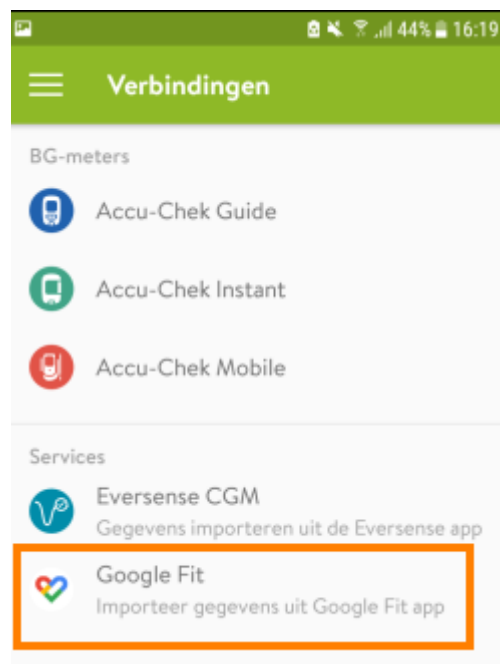 44% 16:19
Verbindingen
BG-meters
Accu-Chek Guide
Accu-Chek Instant
Accu-Chek Mobile
Services
Eversense CGM
Gegevens importeren uit de Eversense app
Google Fit
Importeer gegevens uit Google Fit app